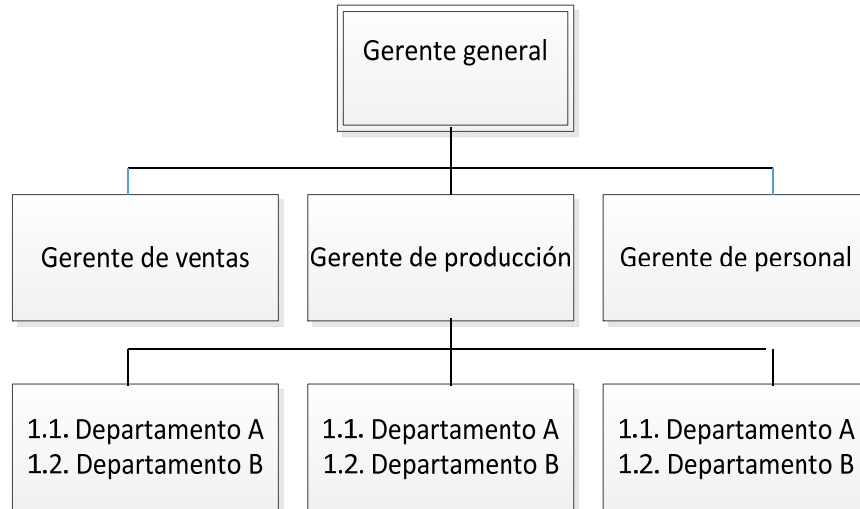 Gerente general
Gerente de ventas
Gerente de producción
Gerente de personal
1.1. Departamento A
1.2. Departamento B
1.1. Departamento A
1.2. Departamento B
1.1. Departamento A
1.2. Departamento B